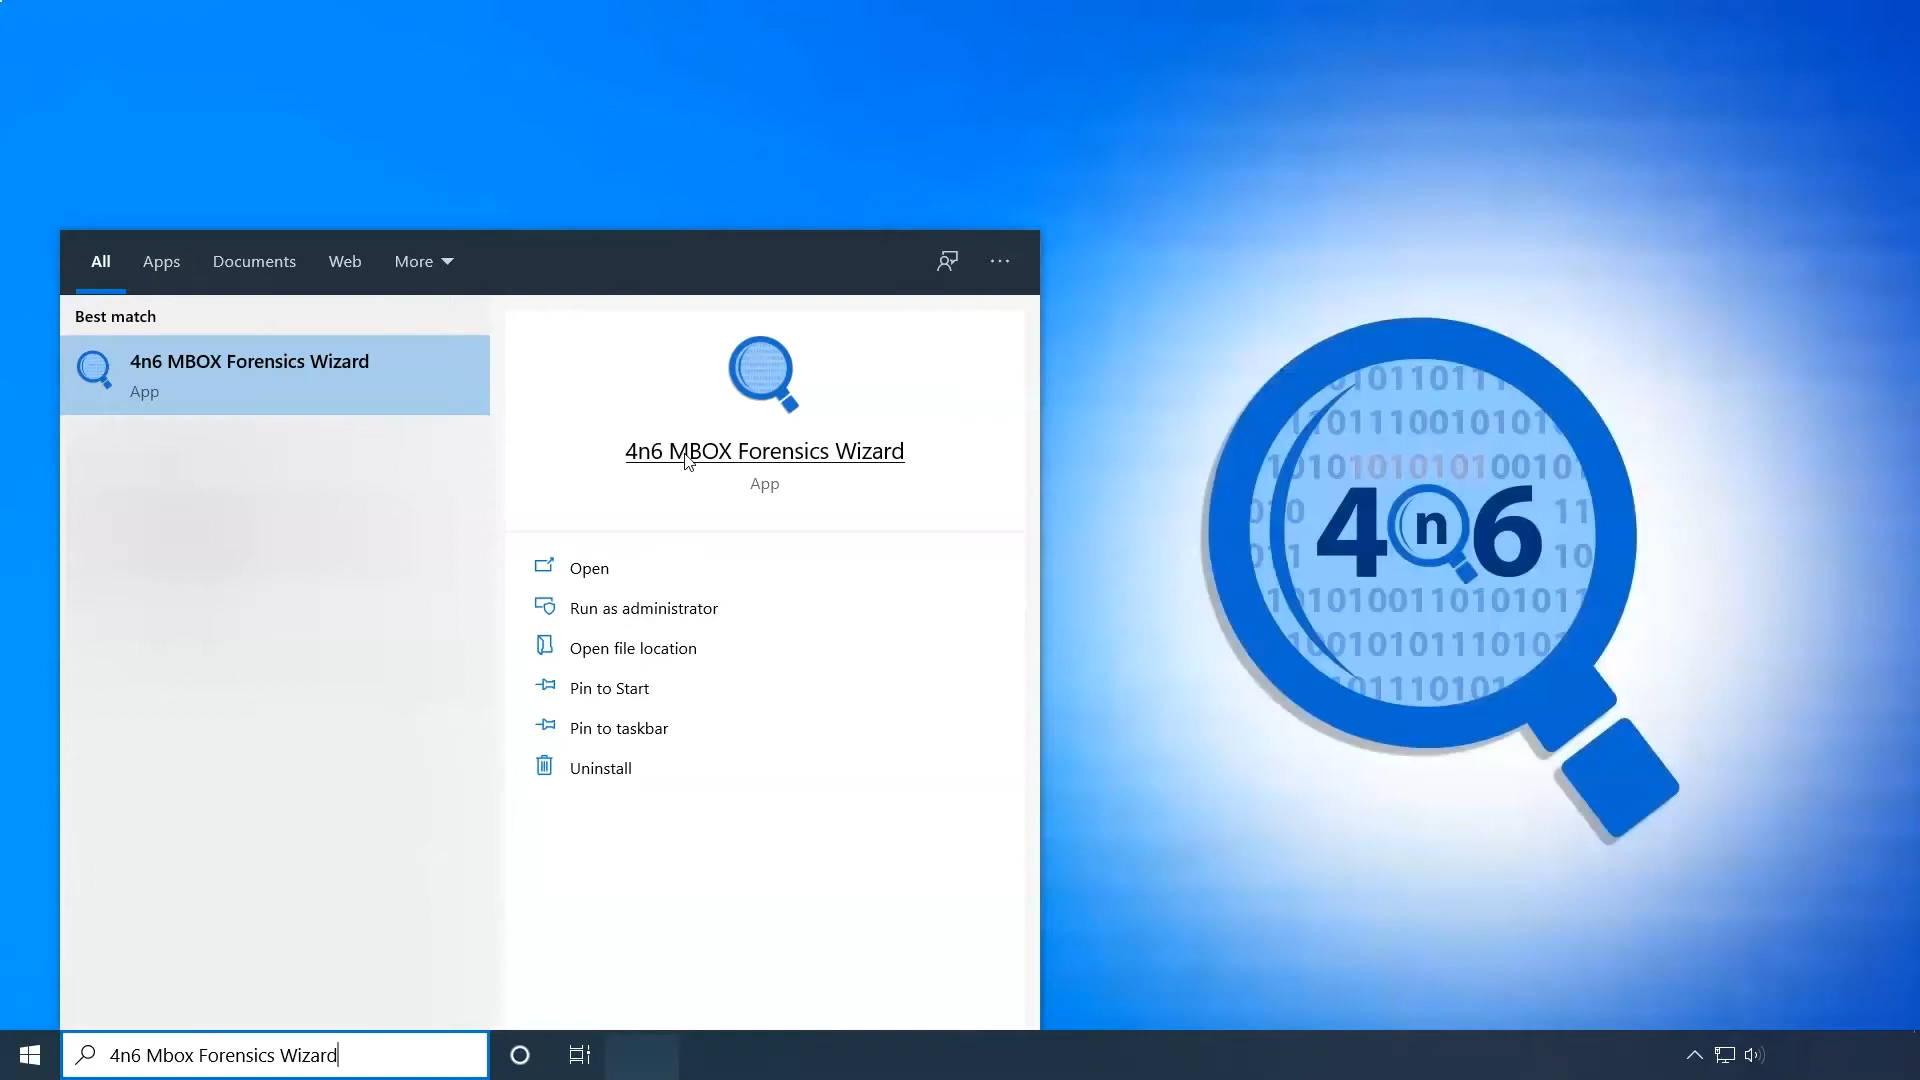 All
Apps
Documents
Web
More
Best match
4n6 MBOX Forensics Wizard
App
4n6 MBOX Forensics Wizard
App
Open
Run as administrator
Open file location
Pin to Start
Pin to taskbar
Uninstall
4n6
4n6 Mbox Forensics Wizard